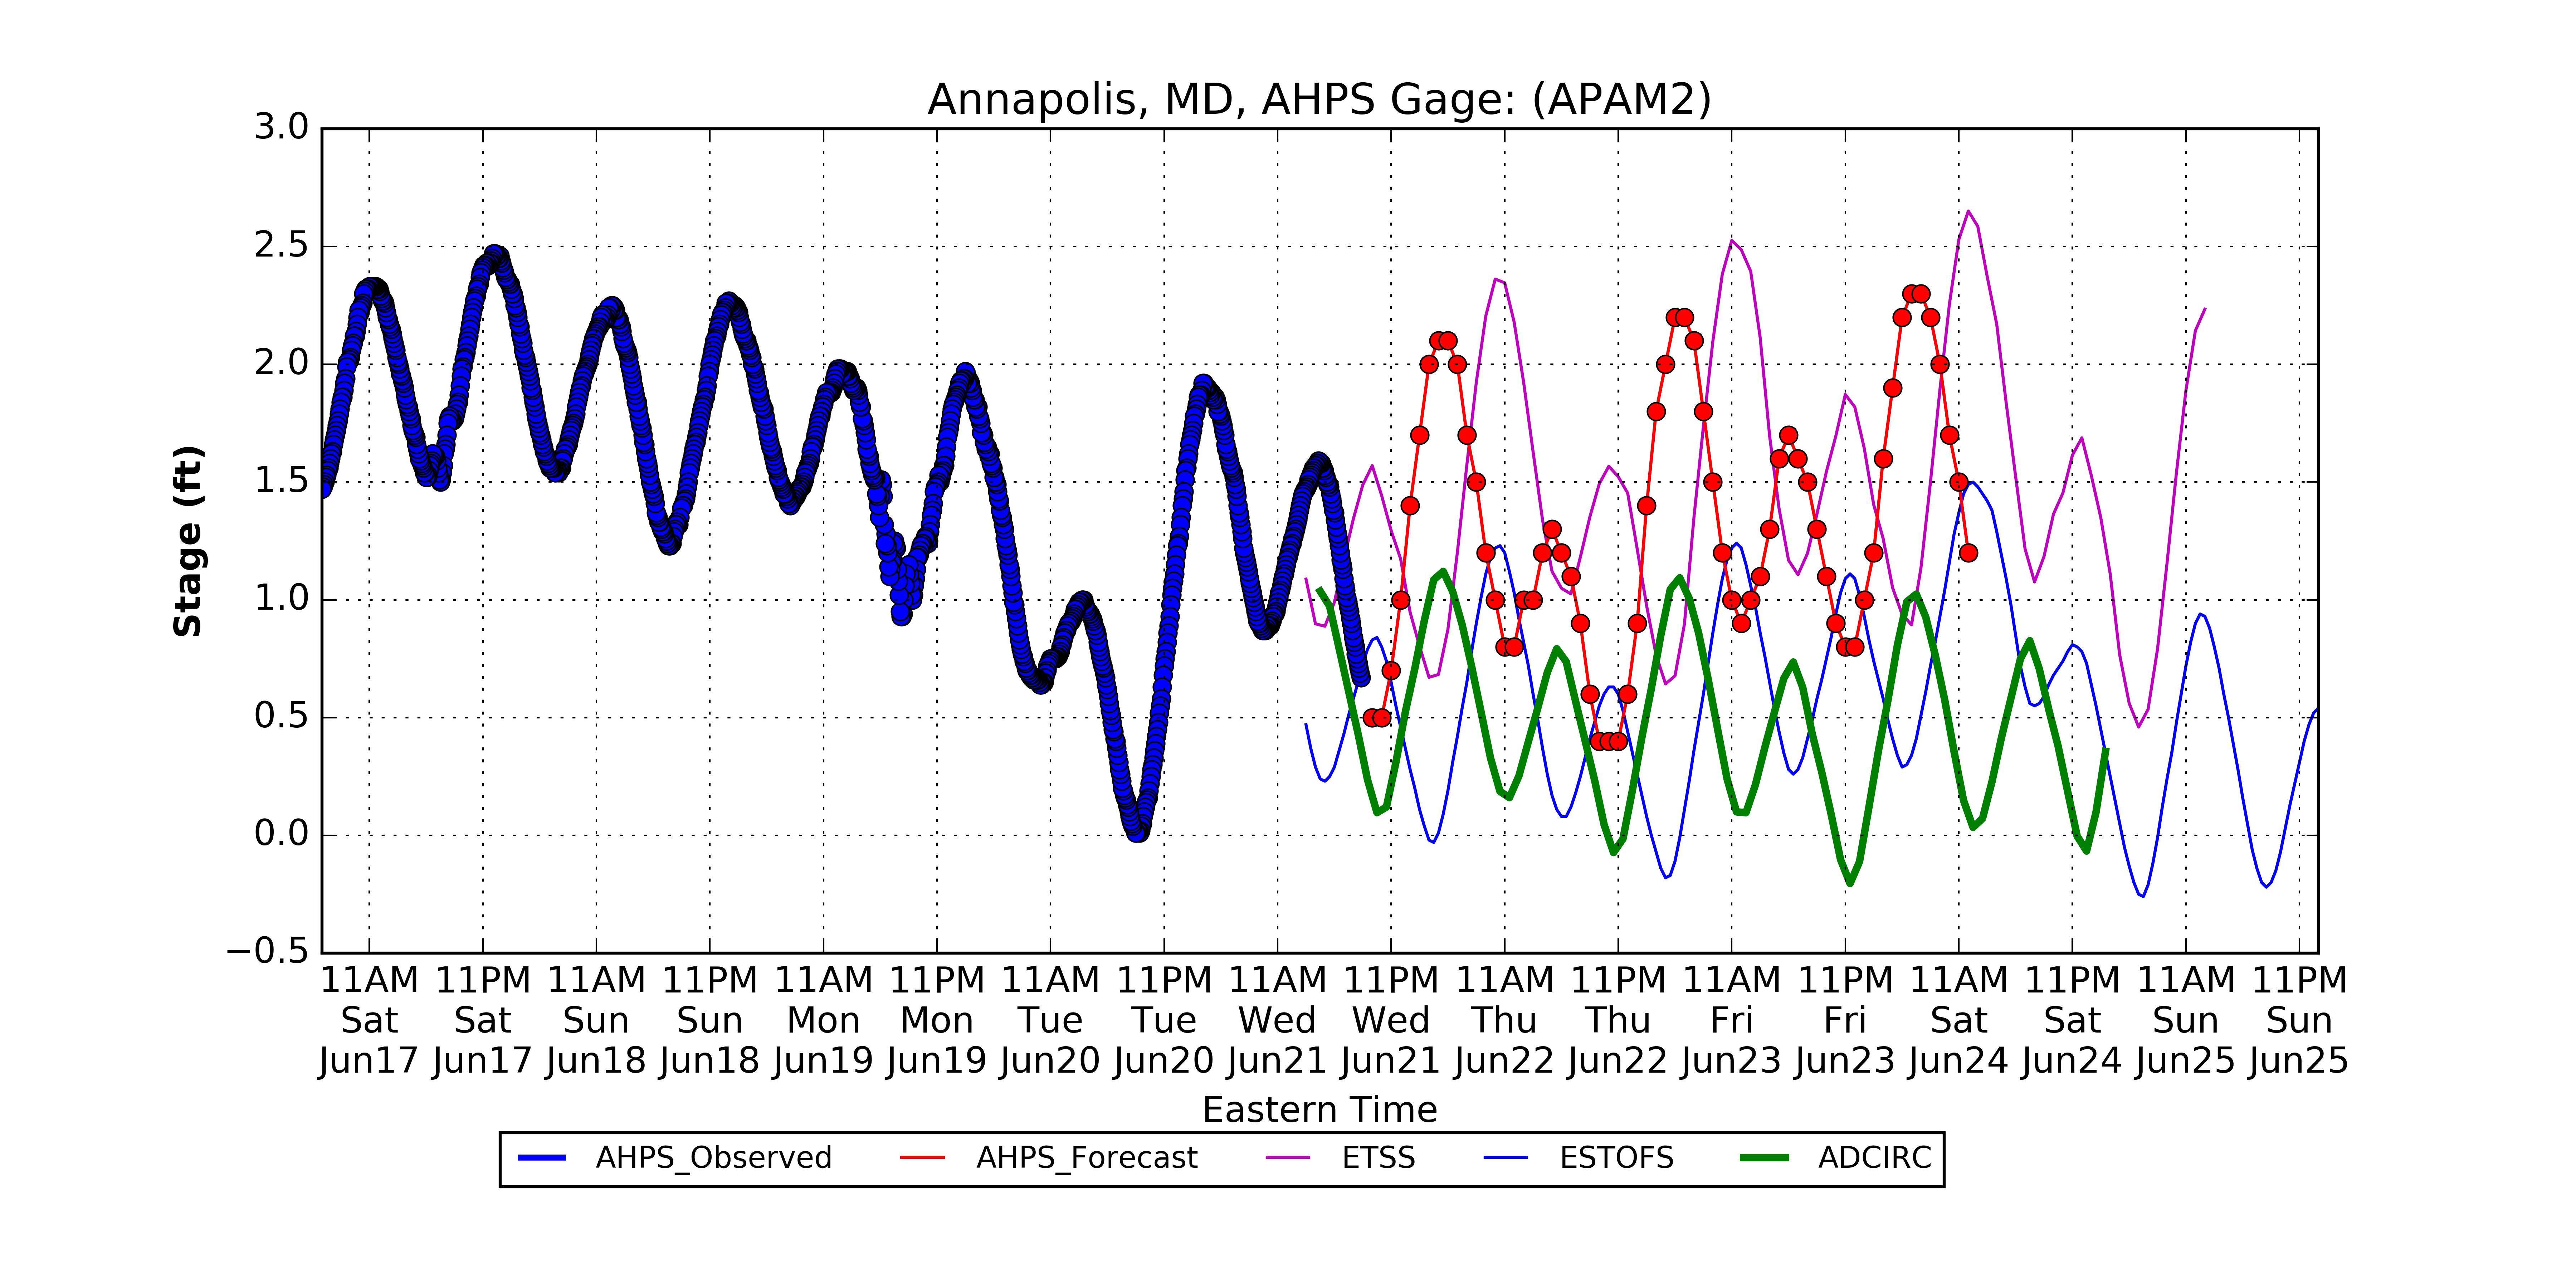 Annapolis, MD, AHPS Gage: (APAM2)
3.0
2.5
2.0
1.5
1.0
0.5
0.0
−0.5
Stage (ft)
11AM 11PM 11AM 11PM 11AM 11PM 11AM 11PM 11AM 11PM 11AM 11PM 11AM 11PM 11AM 11PM 11AM 11PM
Sat Sat Sun Sun Mon Mon Tue Tue Wed Wed Thu Thu Fri Fri Sat Sat Sun Sun
Jun17 Jun17 Jun18 Jun18 Jun19 Jun19 Jun20 Jun20 Jun21 Jun21 Jun22 Jun22 Jun23 Jun23 Jun24 Jun24 Jun25 Jun25
Eastern Time
AHPS_Observed AHPS_Forecast ETSS ESTOFS ADCIRC